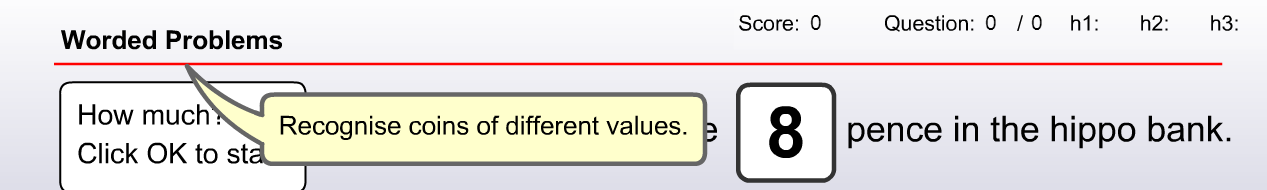 Score: 0 Question: 0 / 0 h1: h2: h3:
Worded Problems
How much?
Click OK to
Recognise coins of different values.
8 pence in the hippo bank.